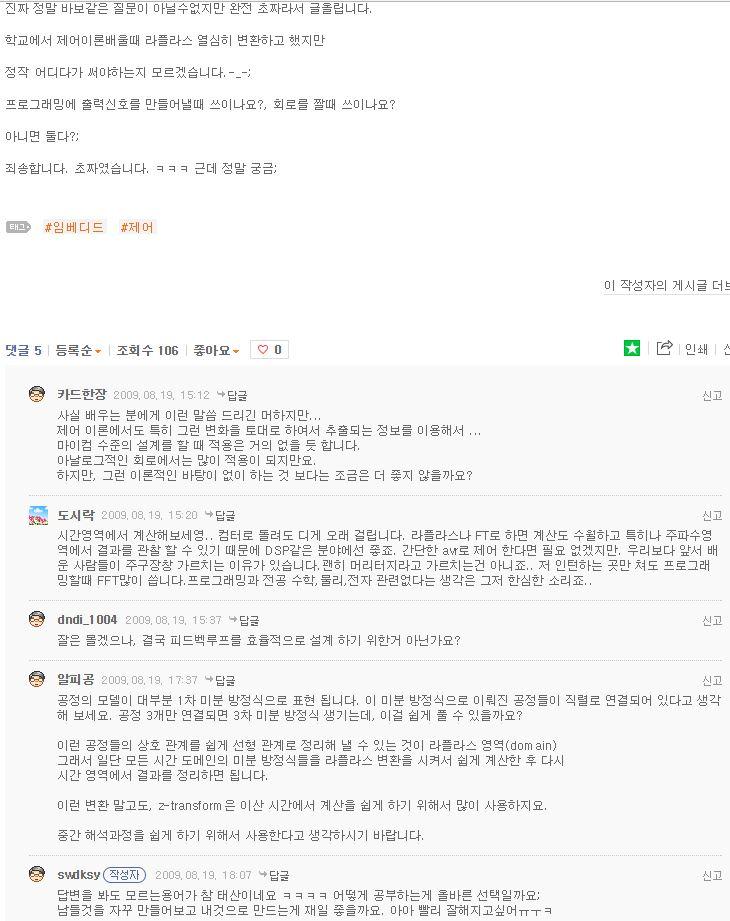 진짜 정말 바보같은 질문이 아닐수없지만 완전 초짜라서 글올립니다.
학교에서 제어이론배울때 라플라스 열심히 변환하고 했지만
정작 어디다가 써야하는지 모르겠습니다.-_-;
프로그래밍에 출력신호를 만들어낼때 쓰이나요?, 회로를 짤때 쓰이나요?
아니면 둘다?;
죄송합니다. 초짜였습니다. ㅋㅋㅋ 근데 정말 궁금;
태그 #임베디드 #제어
이 작성자의 게시글 더보
댓글 5 등록순 조회수 106 좋아요 0 인쇄
카드한장 2009.08.19. 15:12 답글 신고
사실 배우는 분에게 이런 말씀 드리긴 머하지만...
제어 이론에서도 특히 그런 변화을 토대로 하여서 추출되는 정보를 이용해서 ...
마이컴 수준의 설계를 할 때 적용은 거의 없을 듯 합니다.
아날로그적인 회로에서는 많이 적용이 되지만요.
하지만, 그런 이론적인 바탕이 없이 하는 것 보다는 조금은 더 좋지 않을까요?
도시락 2009.08.19. 15:20 답글 신고
시간영역에서 계산해보세영.. 컴터로 돌려도 디게 오래 걸립니다. 라플라스나 FT로 하면 계산도 수월하고 특히나 주파수영
역에서 결과를 관찰 할 수 있기 때문에 DSP같은 분야에선 좋죠. 간단한 avr로 제어 한다면 필요 없겠지만. 우리보다 앞서 배
운 사람들이 주구장창 가르치는 이유가 있습니다.괜히 머리터지라고 가르치는건 아니죠.. 저 인턴하는 곳만 쳐도 프로그래
밍할때 FFT많이 씁니다.프로그래밍과 전공 수학,물리,전자 관련없다는 생각은 그저 한심한 소리죠..
dndi_1004 2009.08.19. 15:37 답글 신고
잘은 몰겠으나, 결국 피드벡루프를 효율적으로 설계 하기 위한거 아닌가요?
알피공 2009.08.19. 17:37 답글 신고
공정의 모델이 대부분 1차 미분 방정식으로 표현 됩니다. 이 미분 방정식으로 이뤄진 공정들이 직렬로 연결되어 있다고 생각
해 보세요. 공정 3개만 연결되면 3차 미분 방정식 생기는데, 이걸 쉽게 풀 수 있을까요?
이런 공정들의 상호 관계를 쉽게 선형 관계로 정리해 낼 수 있는 것이 라플라스 영역(domain)
그래서 일단 모든 시간 도메인의 미분 방정식들을 라플라스 변환을 시켜서 쉽게 계산한 후 다시
시간 영역에서 결과를 정리하면 됩니다.
이런 변환 말고도, z-transform은 이산 시간에서 계산을 쉽게 하기 위해서 많이 사용하지요.
중간 해석과정을 쉽게 하기 위해서 사용한다고 생각하시기 바랍니다.
swdksy 작성자 2009.08.19. 18:07 답글 신고
답변을 봐도 모르는용어가 참 태산이네요 ㅋㅋㅋㅋ 어떻게 공부하는게 올바른 선택일까요;
남들것을 자꾸 만들어보고 내것으로 만드는게 재일 좋을까요. 아아 빨리 잘해지고싶어ㅠㅜㅋ